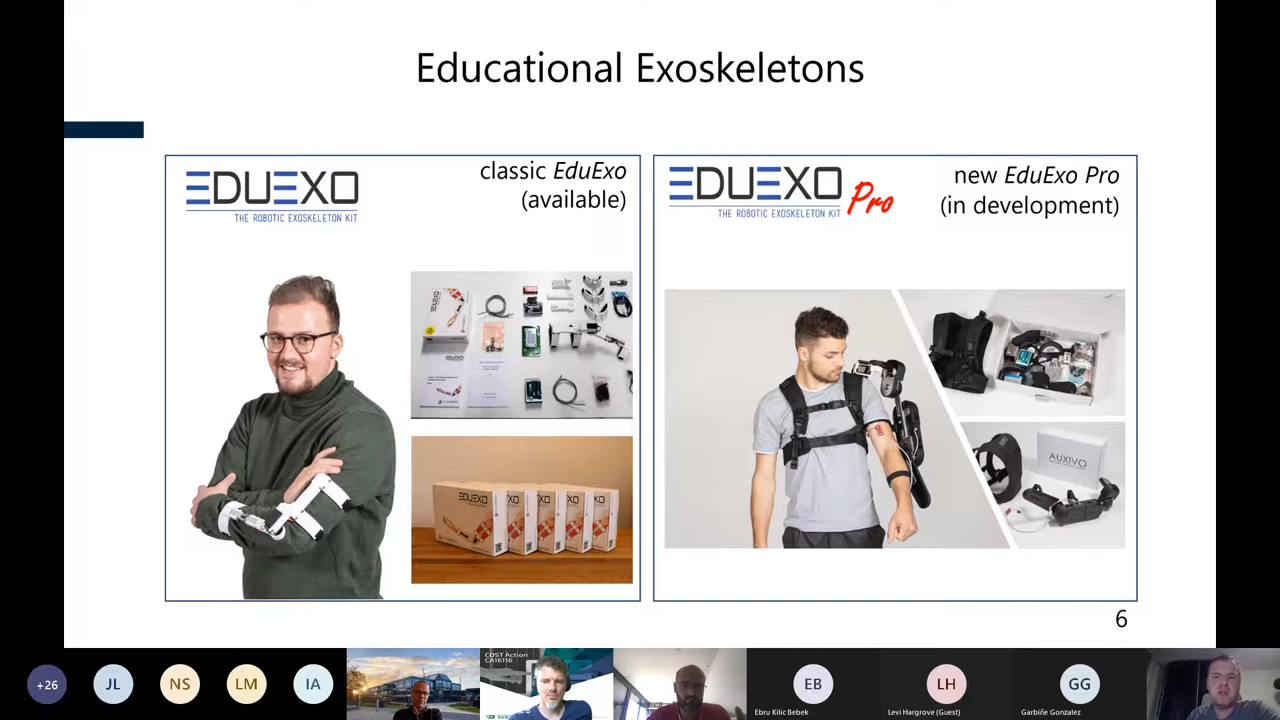 Educational Exoskeletons
EDUEXO
THE ROBOTIC EXOSKELETON KIT
classic EduExo
(available)
EDUEXO Pro
THE ROBOTIC EXOSKELETON KIT
new EduExo Pro
(in development)
EDUEXO
AUXIVO
6
+26
JL
NS
LM
IA
COST Action
CA16116
EB
Ebru Kilic Bebek
LH
Levi Hargrove (Guest)
GG
Garbiñe Gonzalez